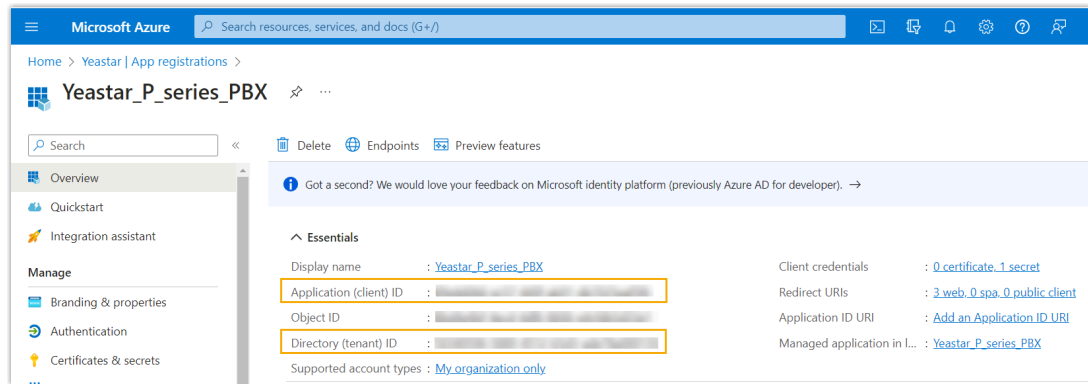 Microsoft Azure
Search resources, services, and docs (G+/)
Home > Yeastar | App registrations >
Yeastar_P_series_PBX
Search
Delete
Endpoints
Preview features
Overview
Quickstart
Integration assistant
Manage
Branding & properties
Authentication
Certificates & secrets
Got a second? We would love your feedback on Microsoft identity platform (previously Azure AD for developer). →
Essentials
Display name : Yeastar_P_series_PBX
Application (client) ID :
Object ID :
Directory (tenant) ID :
Supported account types : My organization only
Client credentials : 0 certificate, 1 secret
Redirect URIs : 3 web, 0 spa, 0 public client
Application ID URI : Add an Application ID URI
Managed application in l... : Yeastar_P_series_PBX